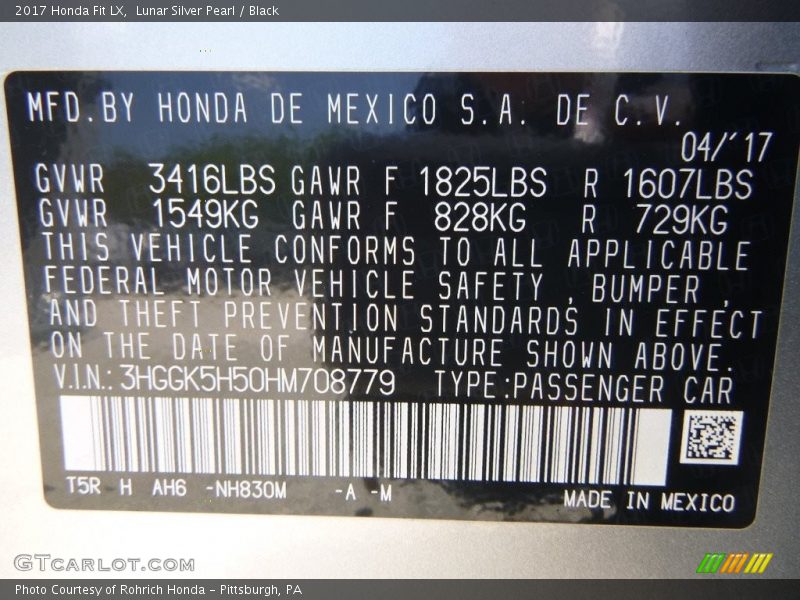 2017 Honda Fit LX,  Lunar Silver Pearl / Black
MFD.BY HONDA DE MEXICO S.A. DE C.V.
04/'17
GVWR 3416LBS GAWR F 1825LBS R 1607LBS
GVWR 1549KG GAWR F 828KG R 729KG
THIS VEHICLE CONFORMS TO ALL APPLICABLE
FEDERAL MOTOR VEHICLE SAFETY , BUMPER ,
AND THEFT PREVENTION STANDARDS IN EFFECT
ON THE DATE OF MANUFACTURE SHOWN ABOVE.
V.I.N.: 3HGGK5H50HM708779 TYPE:PASSENGER CAR
T5R H AH6 -NH830M -A -M MADE IN MEXICO
GTCARLOT.COM
Photo Courtesy of Rohrich Honda - Pittsburgh, PA